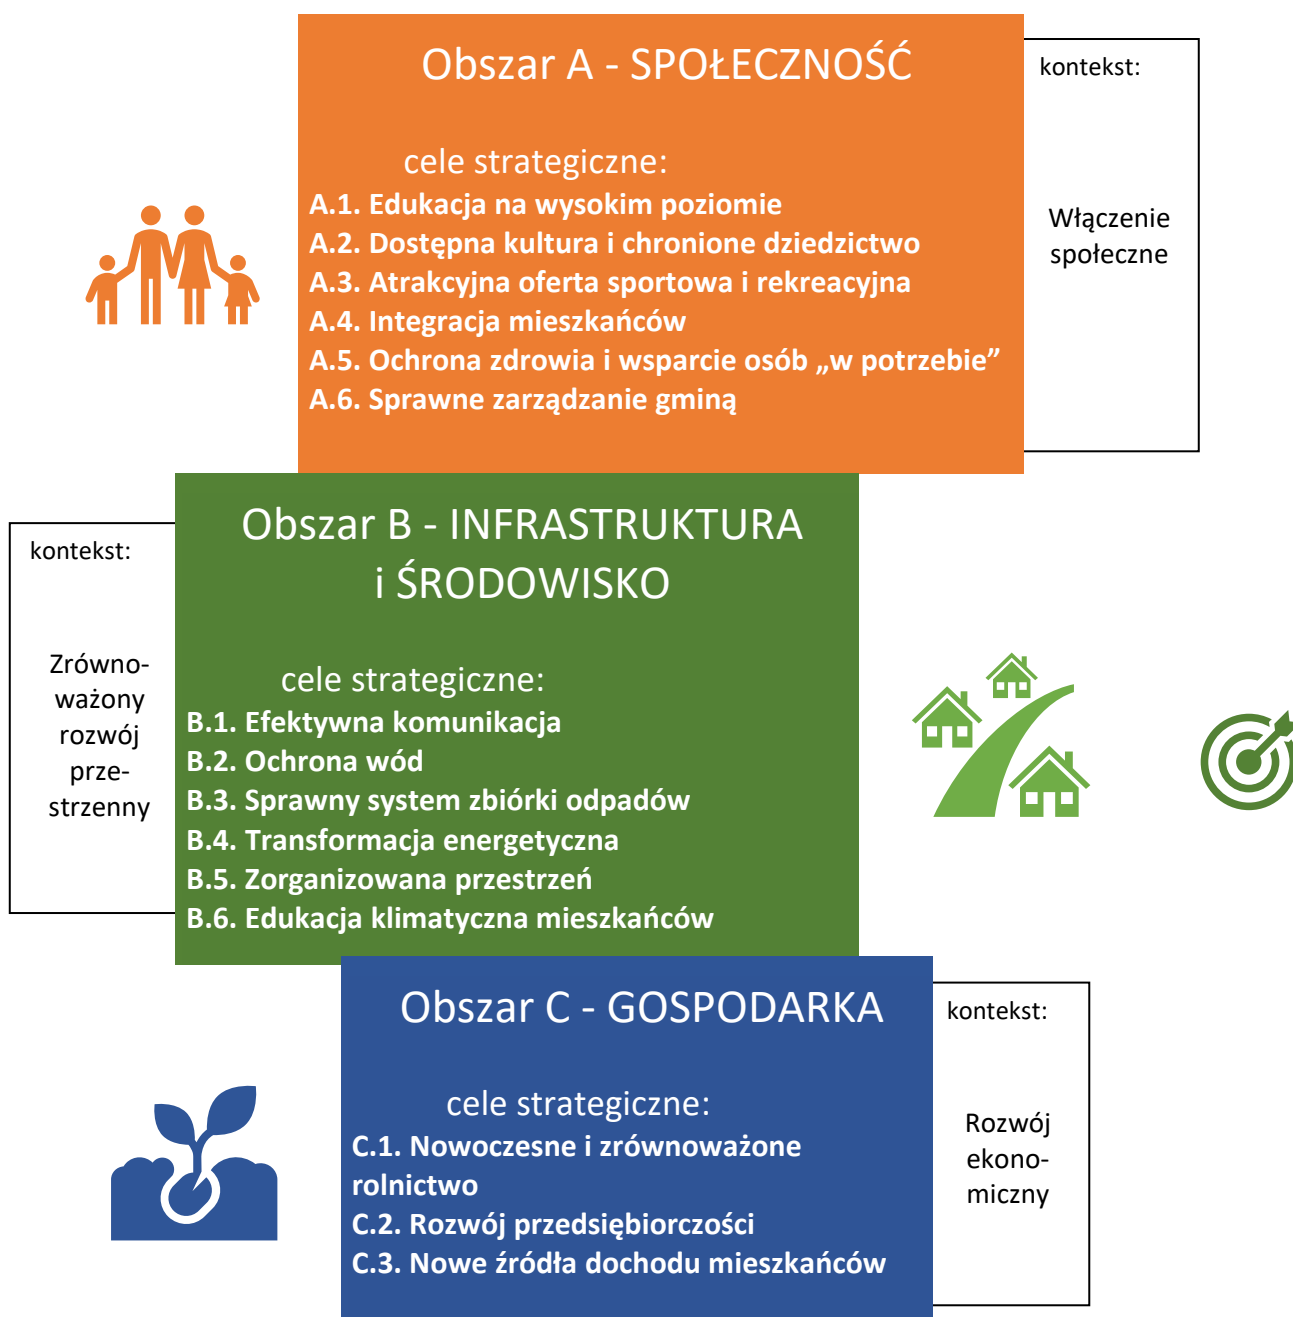 Obszar A - SPOŁECZNOŚĆ
cele strategiczne:
A.1. Edukacja na wysokim poziomie
A.2. Dostępna kultura i chronione dziedzictwo
A.3. Atrakcyjna oferta sportowa i rekreacyjna
A.4. Integracja mieszkańców
A.5. Ochrona zdrowia i wsparcie osób „w potrzebie”
A.6. Sprawne zarządzanie gminą
kontekst:
Włączenie
społeczne
Obszar B - INFRASTRUKTURA
i ŚRODOWISKO
cele strategiczne:
B.1. Efektywna komunikacja
B.2. Ochrona wód
B.3. Sprawny system zbiórki odpadów
B.4. Transformacja energetyczna
B.5. Zorganizowana przestrzeń
B.6. Edukacja klimatyczna mieszkańców
kontekst:
Zrówno-
ważony
rozwój
prze-
strzenny
Obszar C - GOSPODARKA
cele strategiczne:
C.1. Nowoczesne i zrównoważone
rolnictwo
C.2. Rozwój przedsiębiorczości
C.3. Nowe źródła dochodu mieszkańców
kontekst:
Rozwój
ekono-
miczny